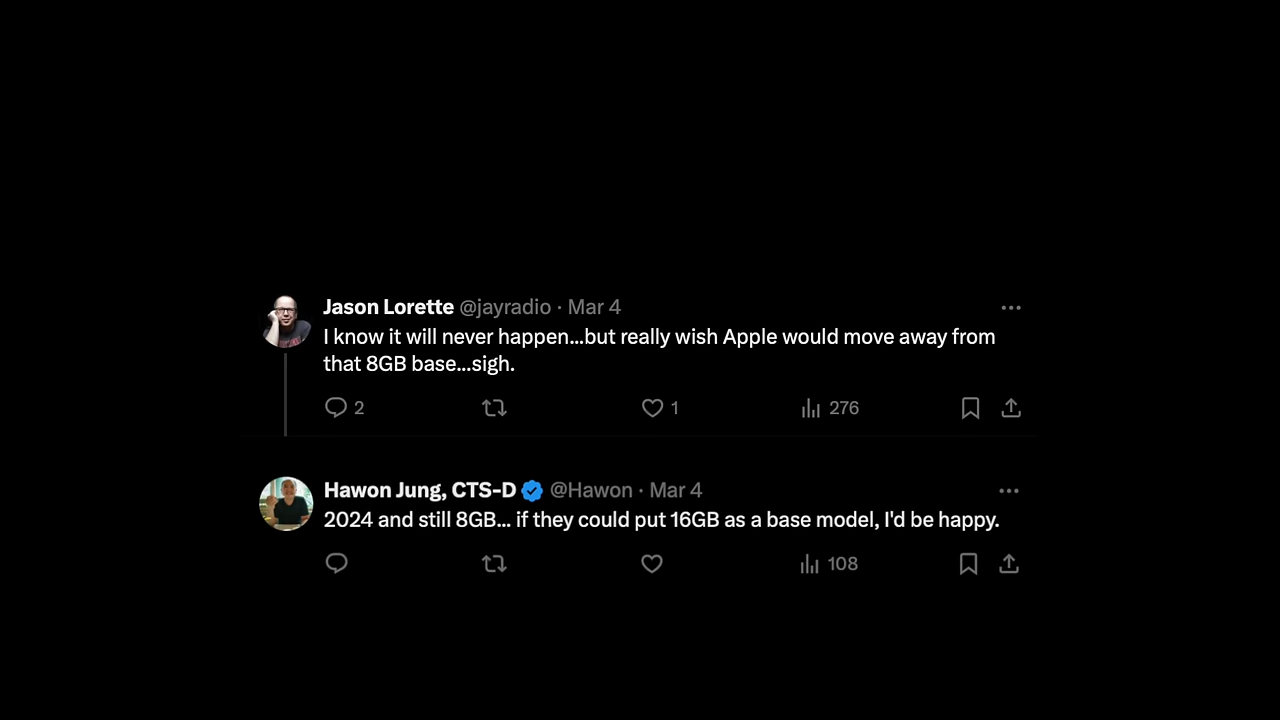 Jason Lorette @jayradio · Mar 4
I know it will never happen...but really wish Apple would move away from
that 8GB base...sigh.
2 1 276
Hawon Jung, CTS-D @Hawon · Mar 4
2024 and still 8GB... if they could put 16GB as a base model, I'd be happy.
108